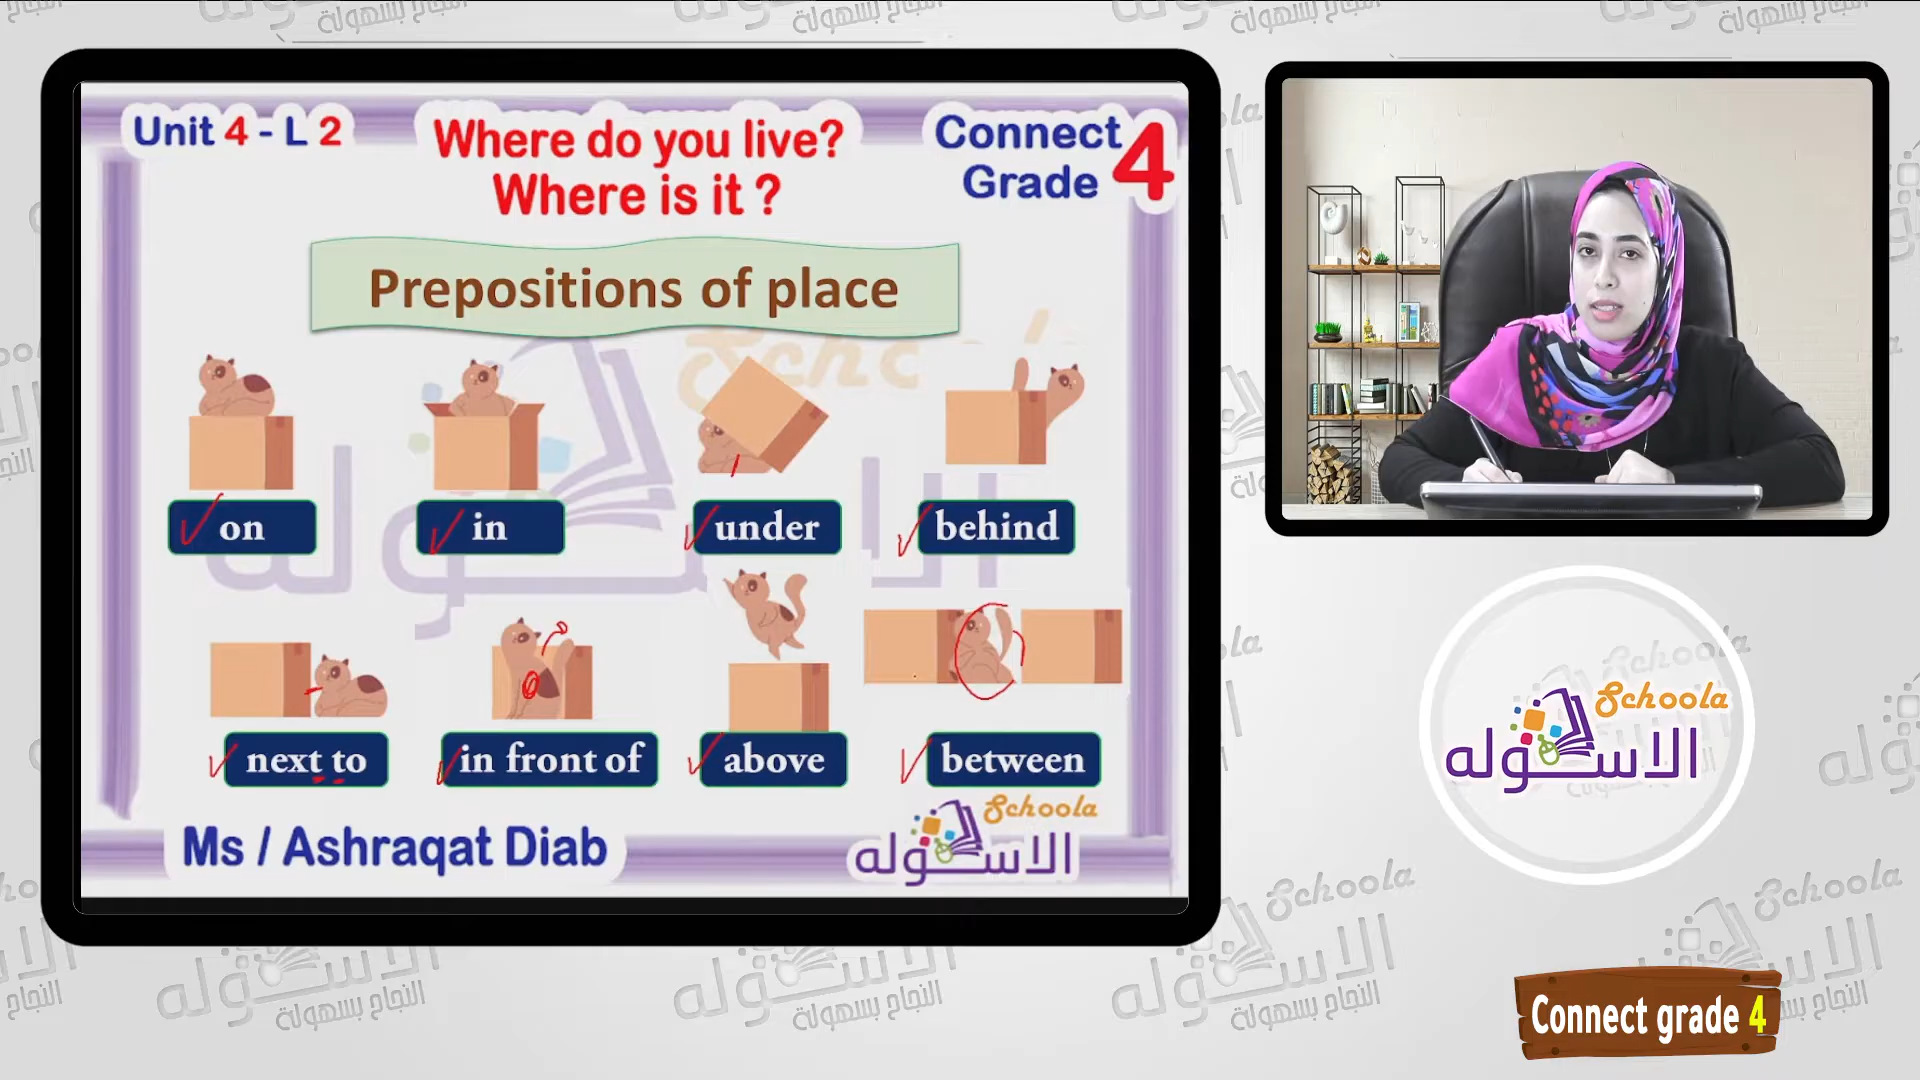 Unit 4 - L 2
Where do you live?
Where is it ?
Connect
Grade 4
Prepositions of place
on
in
under
behind
next to
in front of
above
between
Ms / Ashraqat Diab
Schoola
الاسكوله
Schoola
الاسكوله
Connect grade 4
Schoola
الاسكوله
النجاح بسهولة